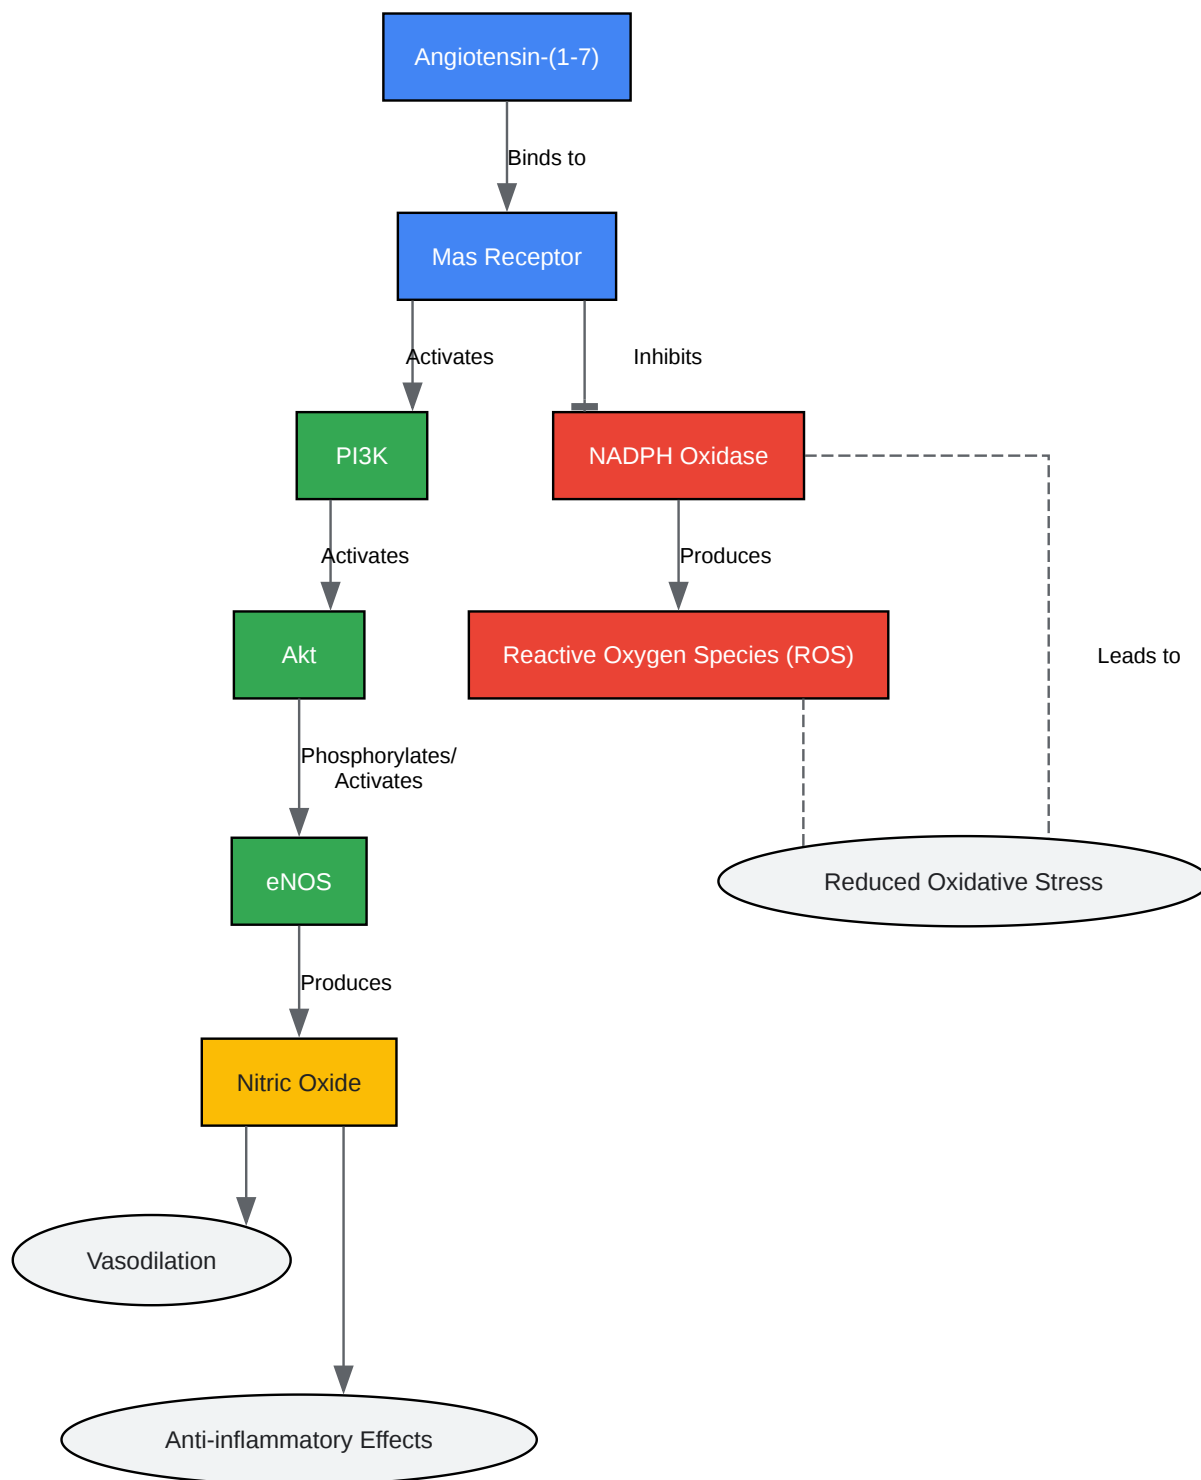 Angiotensin-(1-7)
Binds to
Mas Receptor
Activates
Inhibits
PI3K
NADPH Oxidase
Activates
Produces
Akt
Reactive Oxygen Species (ROS)
Leads to
Phosphorylates/
Activates
eNOS
Reduced Oxidative Stress
Produces
Nitric Oxide
Vasodilation
Anti-inflammatory Effects